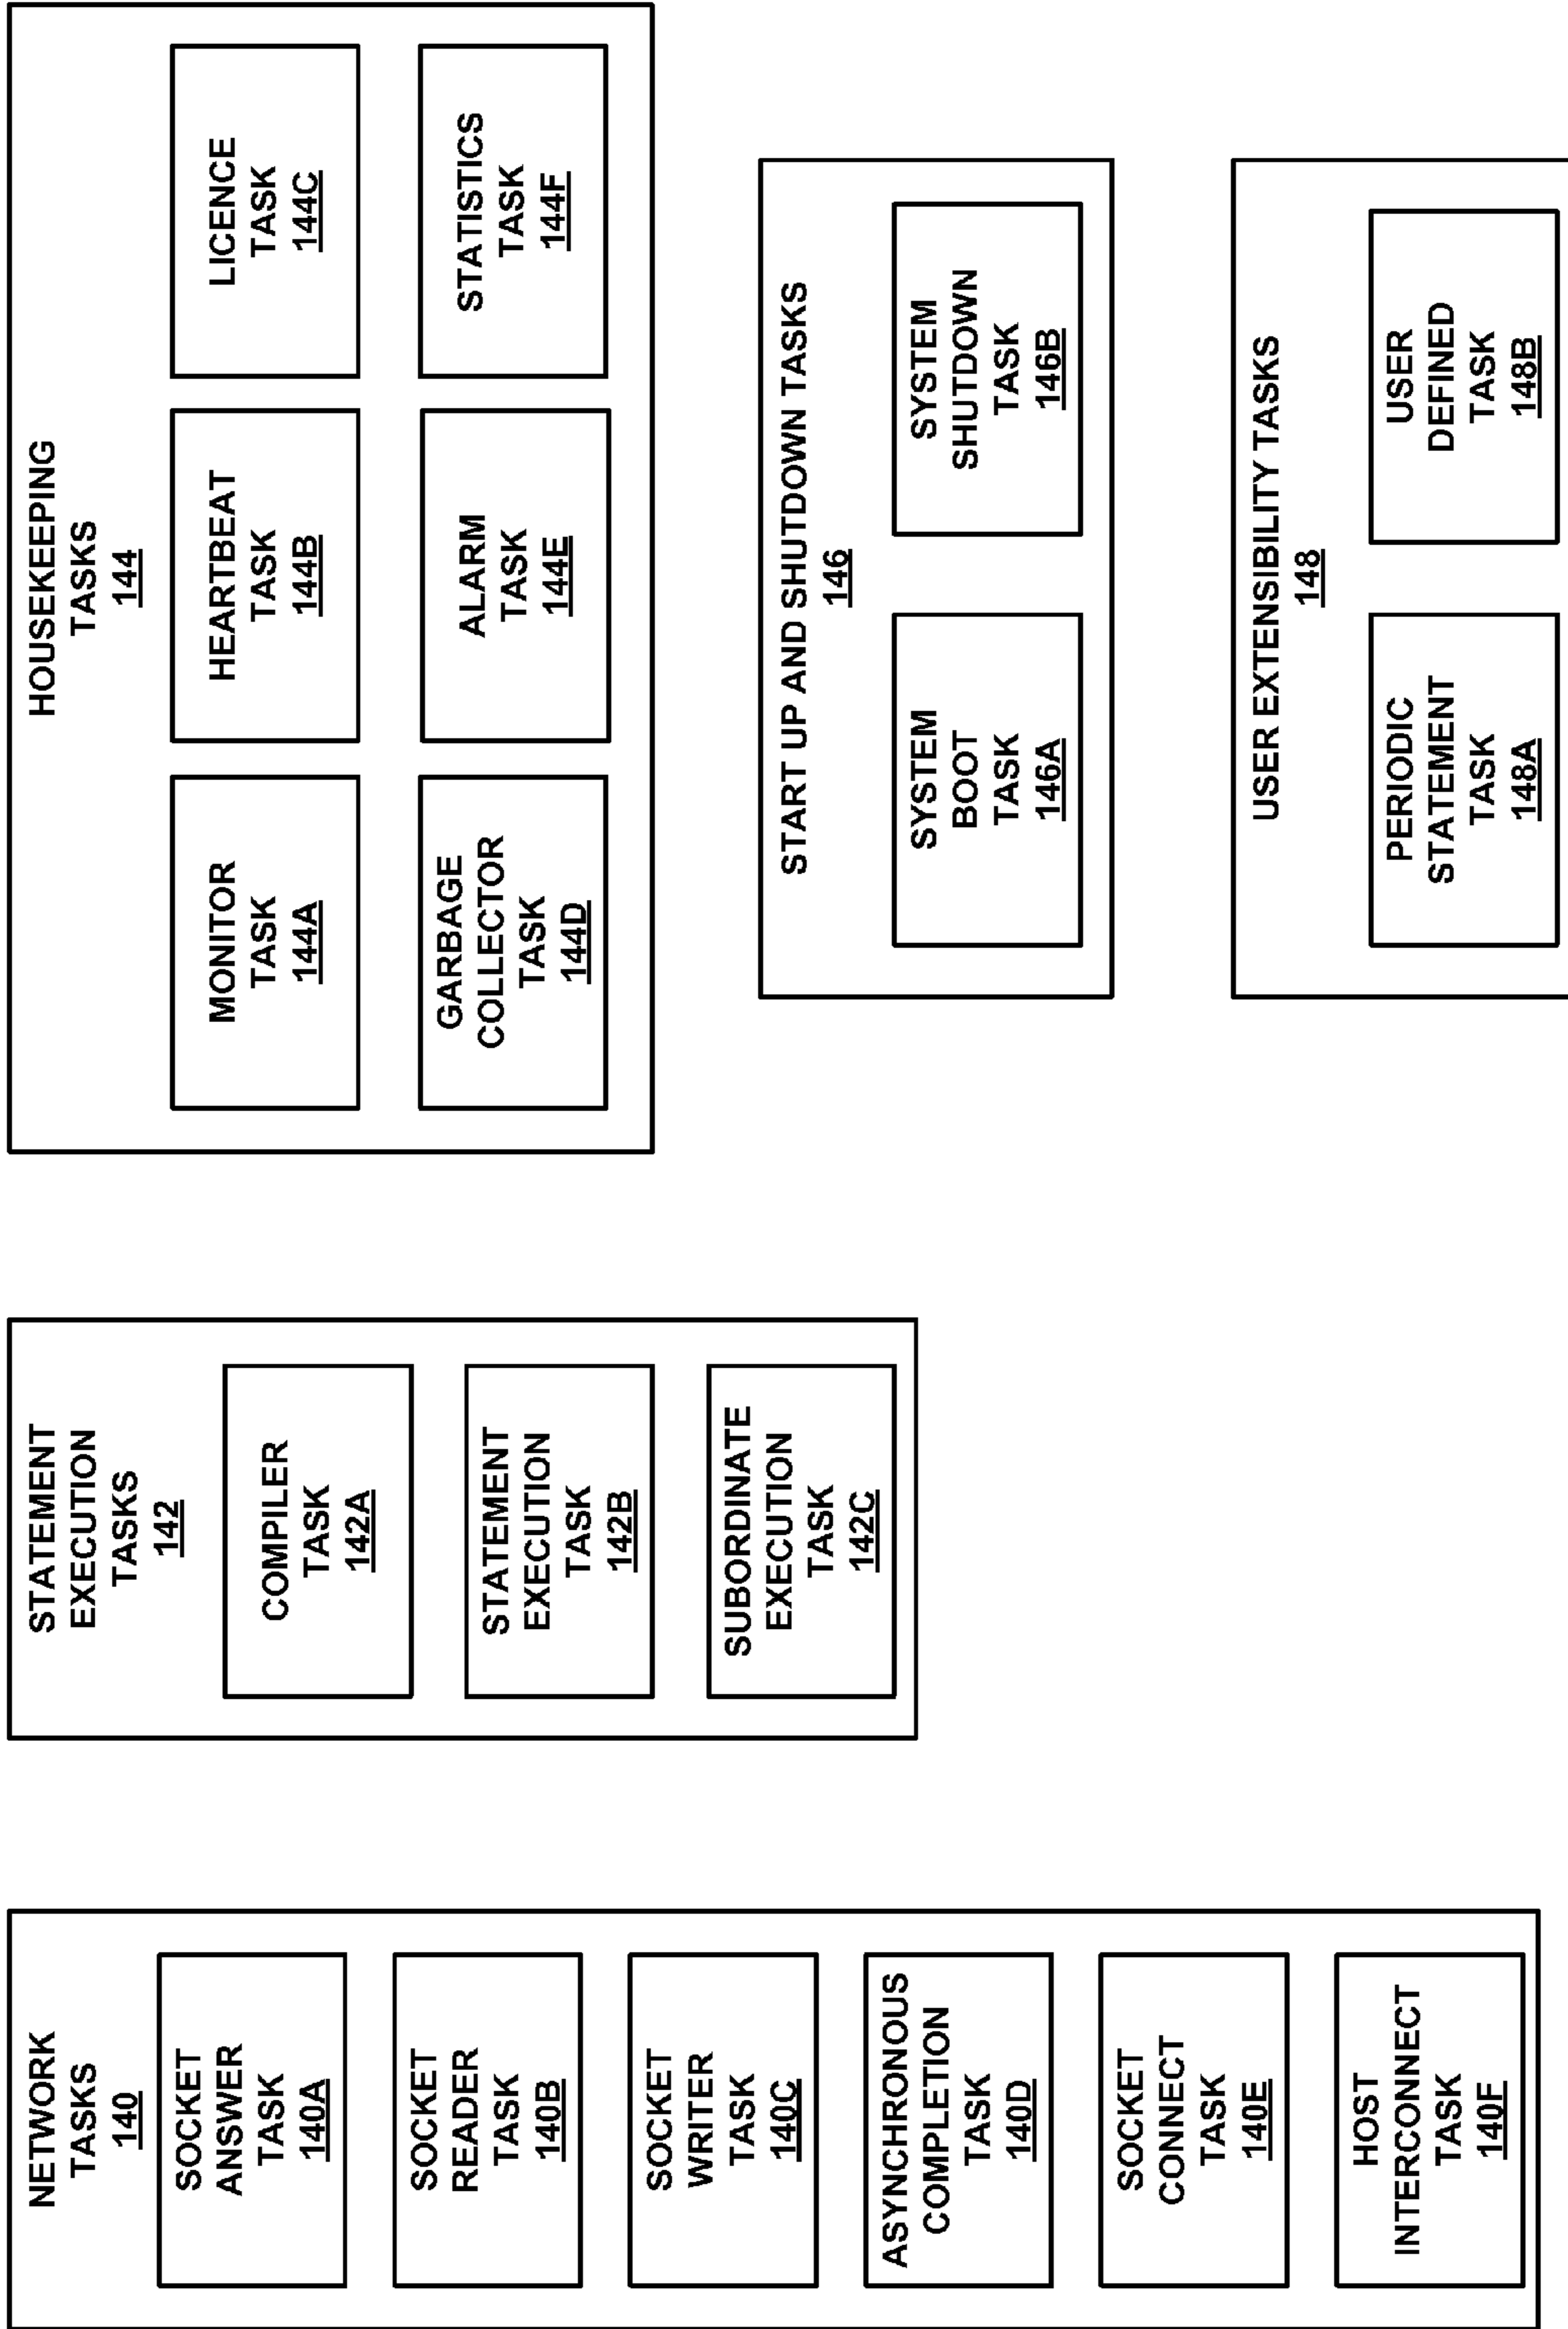 NETWORK
TASKS
140
SOCKET
ANSWER
TASK
140A
SOCKET
READER
TASK
140B
SOCKET
WRITER
TASK
140C
ASYNCHRONOUS
COMPLETION
TASK
140D
SOCKET
CONNECT
TASK
140E
HOST
INTERCONNECT
TASK
140F
STATEMENT
EXECUTION
TASKS
142
COMPILER
TASK
142A
STATEMENT
EXECUTION
TASK
142B
SUBORDINATE
EXECUTION
TASK
142C
HOUSEKEEPING
TASKS
144
MONITOR
TASK
144A
HEARTBEAT
TASK
144B
LICENCE
TASK
144C
GARBAGE
COLLECTOR
TASK
144D
ALARM
TASK
144E
STATISTICS
TASK
144F
START UP AND SHUTDOWN TASKS
146
SYSTEM
BOOT
TASK
146A
SYSTEM
SHUTDOWN
TASK
146B
USER EXTENSIBILITY TASKS
148
PERIODIC
STATEMENT
TASK
148A
USER
DEFINED
TASK
148B